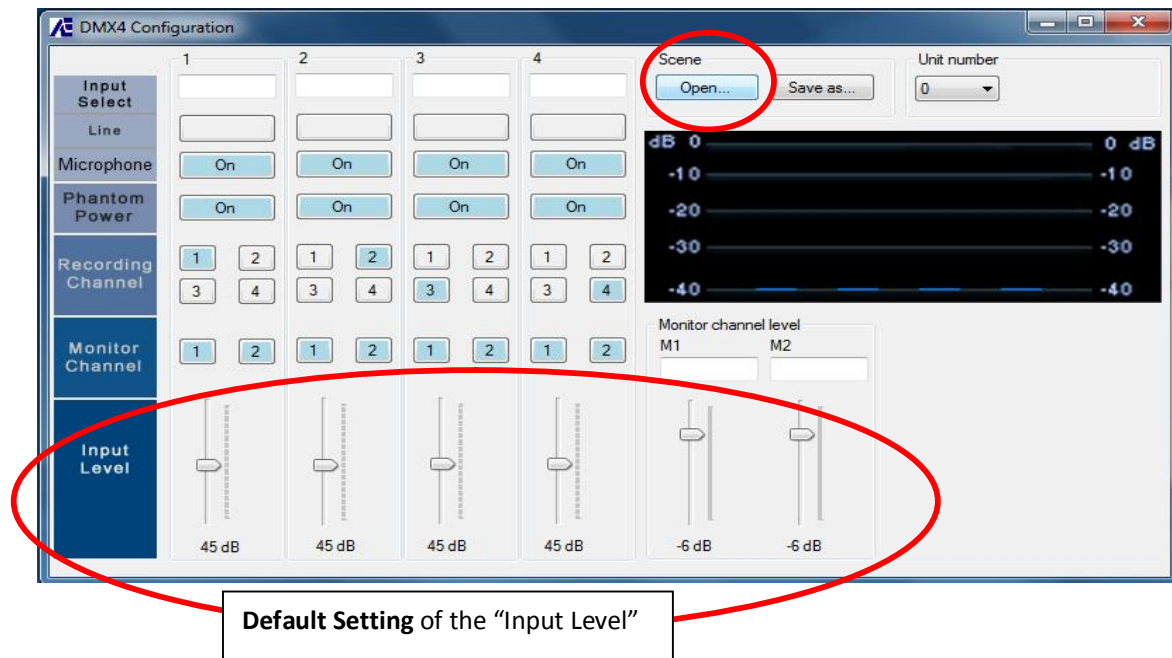 DMX4 Configuration
1 2 3 4 Scene Unit number
Input Select
Open... Save as... 0
Line
dB 0 0 dB
Microphone On On On On
-10 -10
Phantom Power On On On On
-20 -20
-30 -30
Recording Channel
1 2 1 2 1 2 1 2
3 4 3 4 3 4 3 4
-40 -40
Monitor channel level
M1 M2
Monitor Channel
1 2 1 2 1 2 1 2
Input Level
45 dB 45 dB 45 dB 45 dB -6 dB -6 dB
Default Setting of the “Input Level”